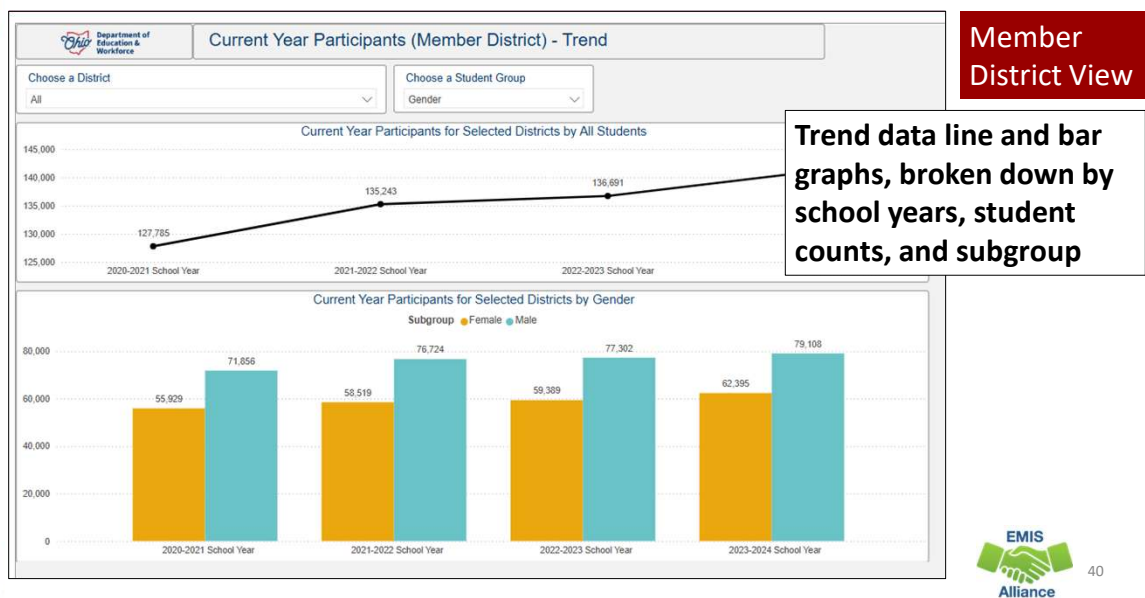 Ohio
Department of
Education &
Workforce
Current Year Participants (Member District) - Trend
Member
District View
Choose a District
All
Choose a Student Group
Gender
Trend data line and bar
graphs, broken down by
school years, student
counts, and subgroup
Current Year Participants for Selected Districts by All Students
145,000
140,000
135,000
130,000
125,000
127,785
135,243
136,691
2020-2021 School Year
2021-2022 School Year
2022-2023 School Year
Current Year Participants for Selected Districts by Gender
Subgroup Female Male
80,000
60,000
40,000
20,000
0
55,929
71,856
58,519
76,724
59,389
77,302
62,395
79,108
2020-2021 School Year
2021-2022 School Year
2022-2023 School Year
2023-2024 School Year
EMIS
Alliance
40